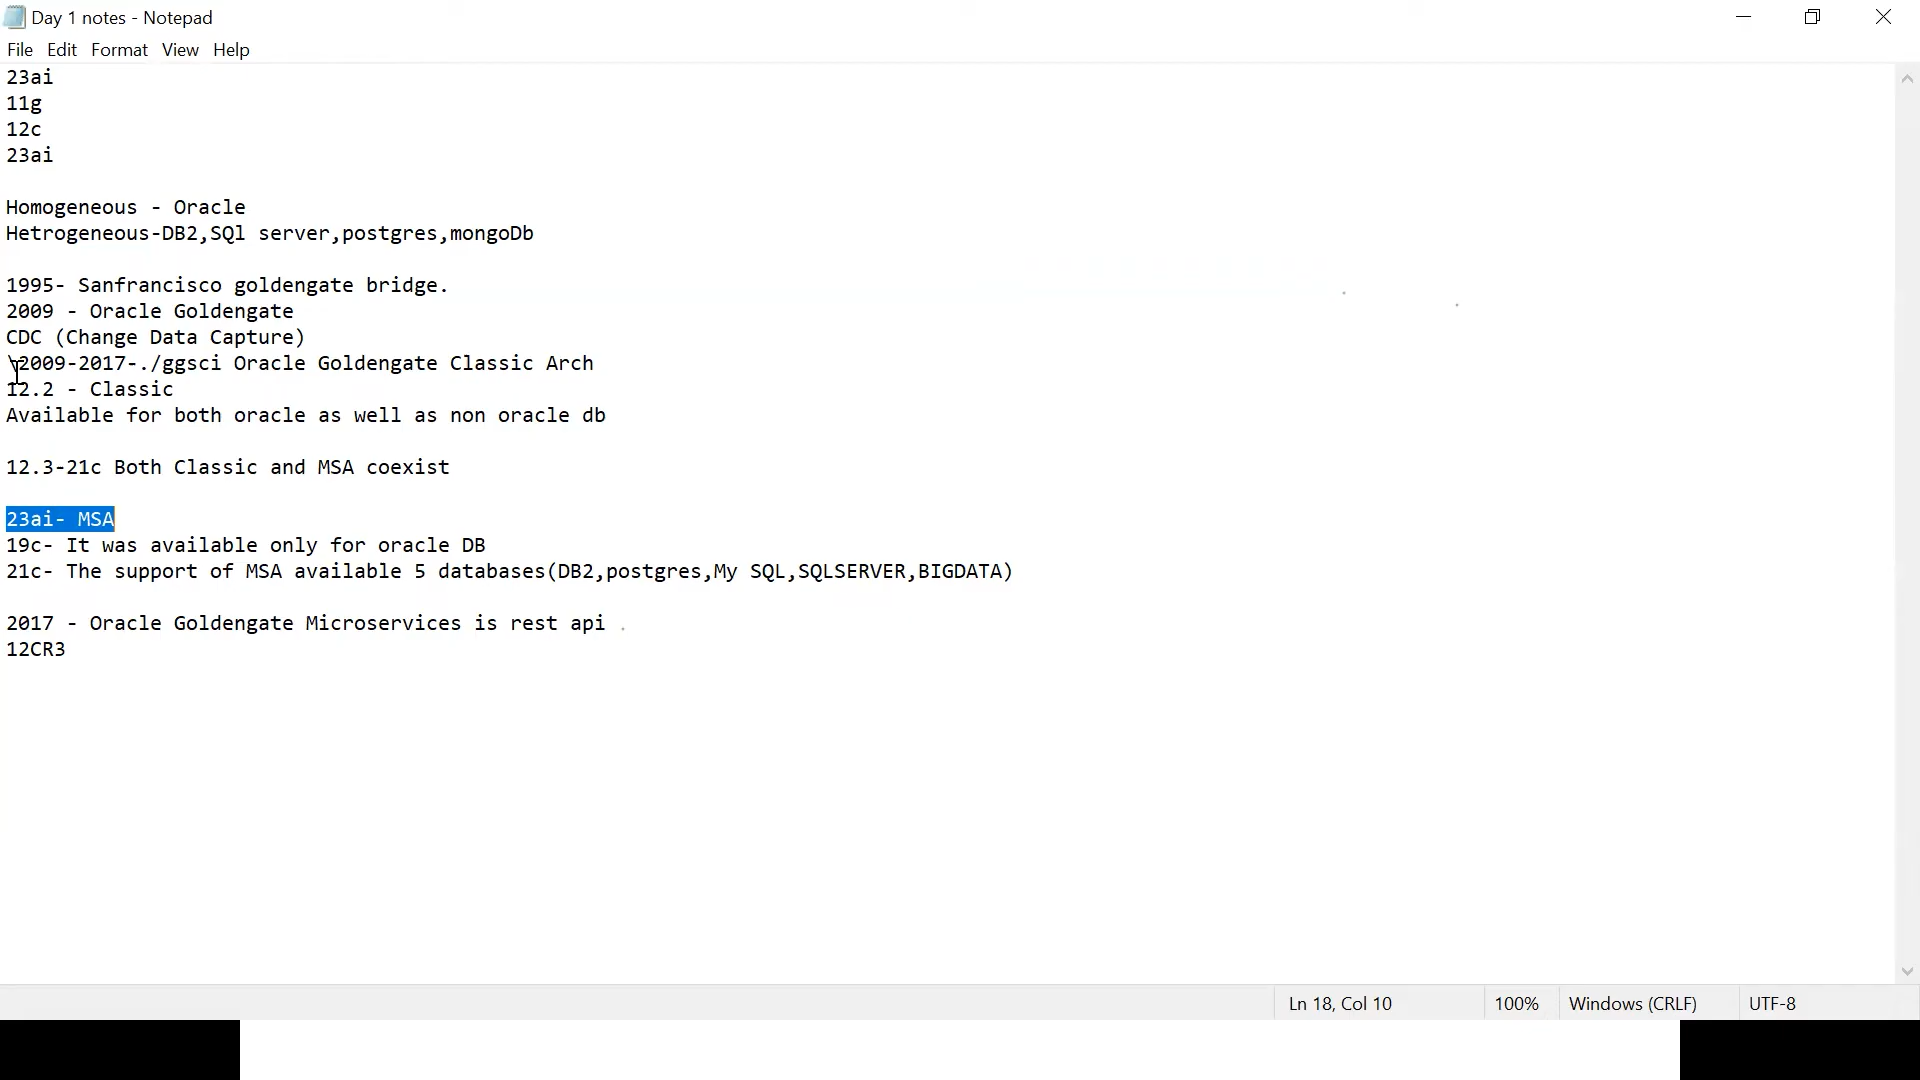 Day 1 notes - Notepad
File Edit Format View Help
23ai
11g
12c
23ai
Homogeneous - Oracle
Hetrogeneous-DB2,SQl server,postgres,mongoDb
1995- Sanfrancisco goldengate bridge.
2009 - Oracle Goldengate
CDC (Change Data Capture)
\2009-2017-./ggsci Oracle Goldengate Classic Arch
12.2 - Classic
Available for both oracle as well as non oracle db
12.3-21c Both Classic and MSA coexist
23ai- MSA
19c- It was available only for oracle DB
21c- The support of MSA available 5 databases(DB2,postgres,My SQL,SQLSERVER,BIGDATA)
2017 - Oracle Goldengate Microservices is rest api .
12CR3
Ln 18, Col 10 100% Windows (CRLF) UTF-8